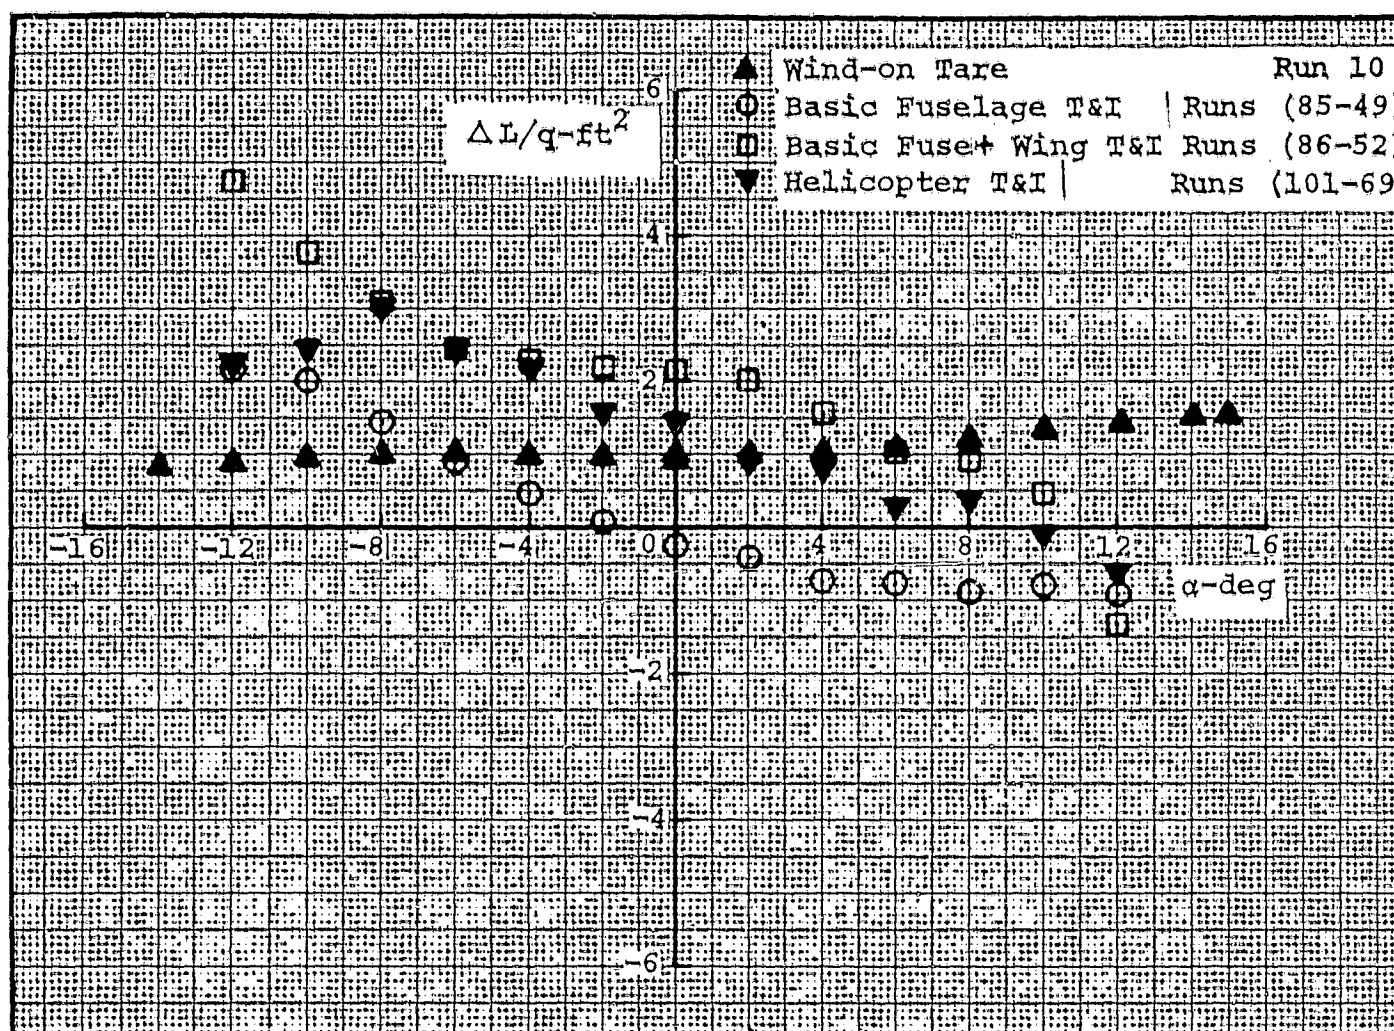 Wind-on Tare Run 10
Basic Fuselage T&I Runs (85-49)
Basic Fuse+ Wing T&I Runs (86-52)
Helicopter T&I Runs (101-69
ΔL/q-ft²
6
4
2
-16 -12 -8 -4 0 4 8 12 16
α-deg
-2
-4
-6